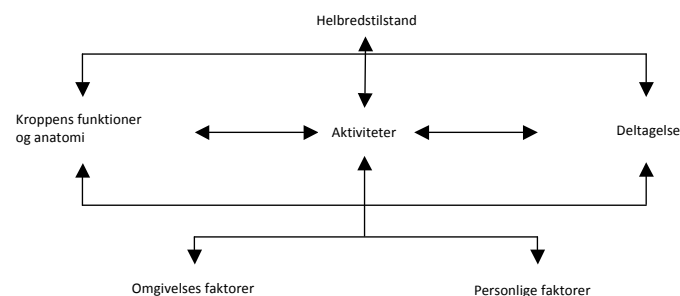 Helbredstilstand
Kroppens funktioner
og anatomi
Aktiviteter
Deltagelse
Omgivelses faktorer
Personlige faktorer